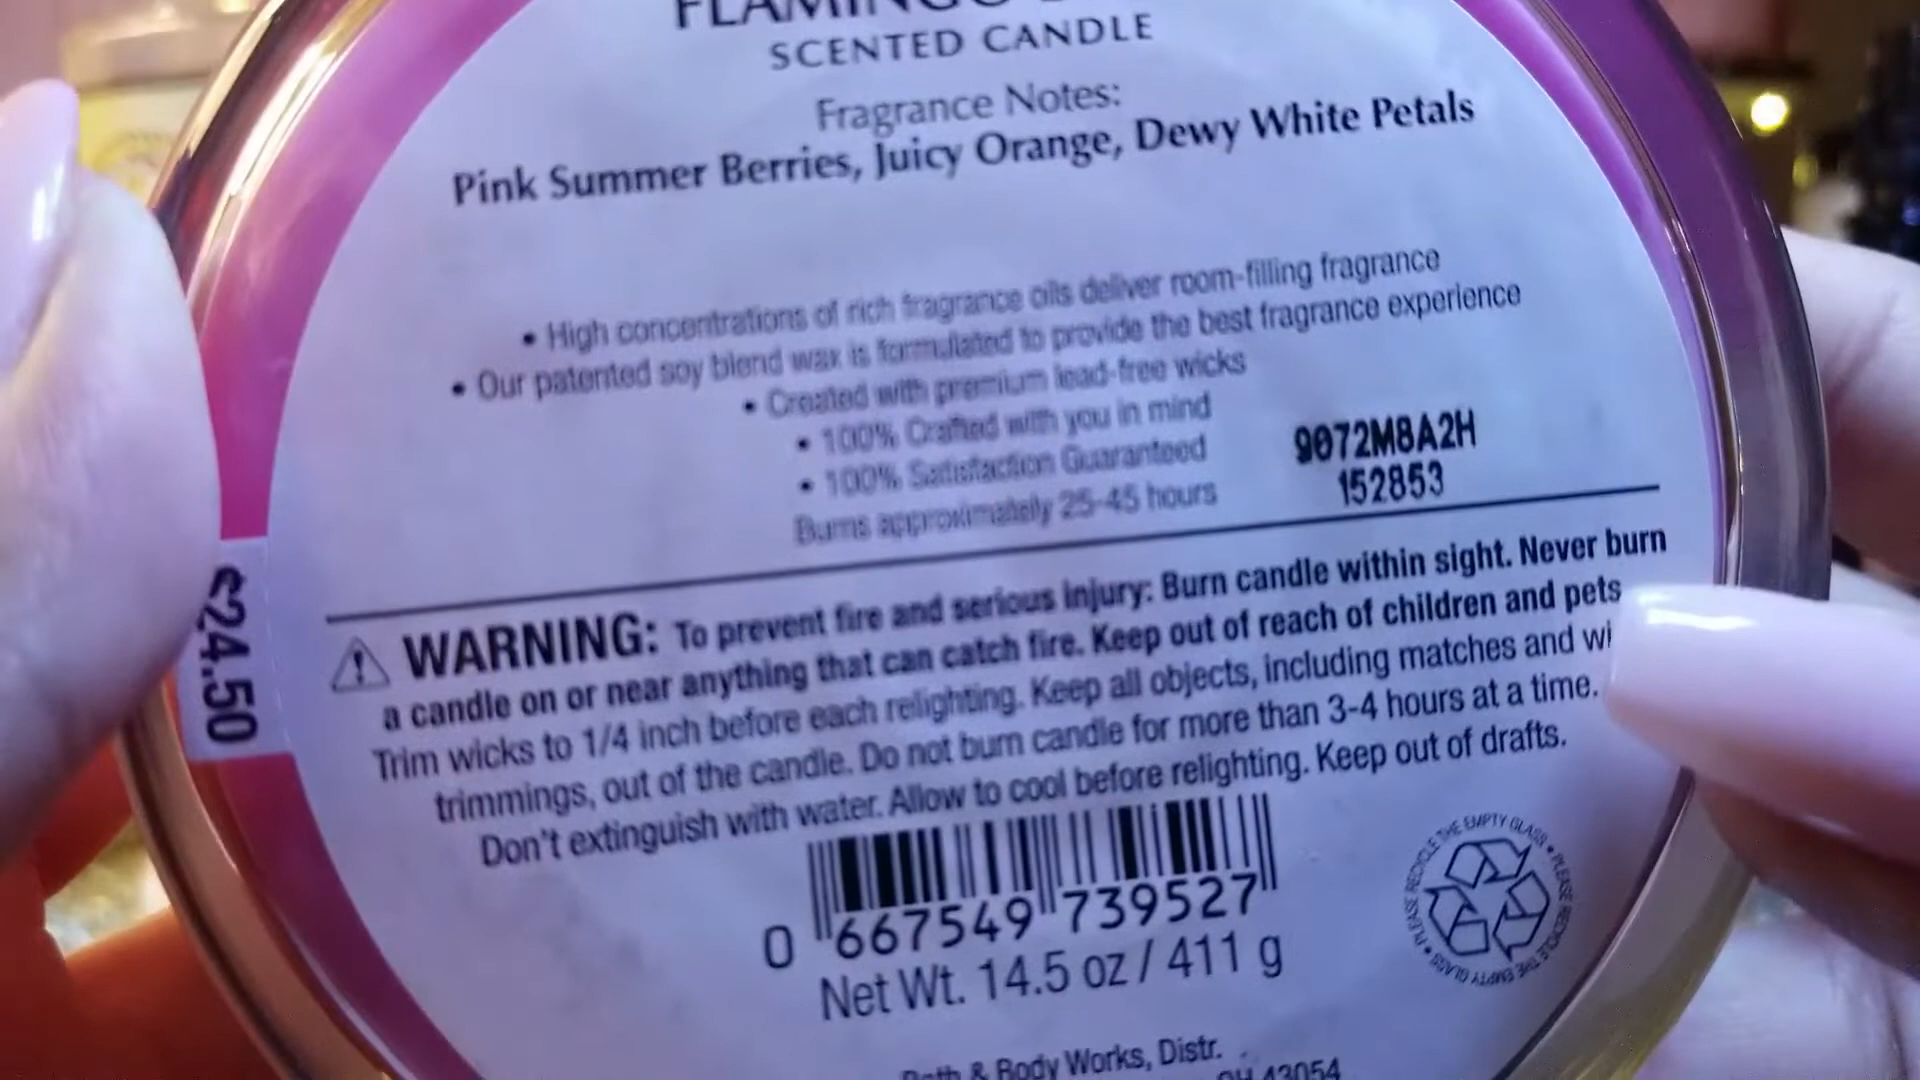 FLAMINGO
SCENTED CANDLE
Fragrance Notes:
Pink Summer Berries, Juicy Orange, Dewy White Petals
• High concentrations of rich fragrance oils deliver room-filling fragrance
• Our patented soy blend wax is formulated to provide the best fragrance experience
• Created with premium lead-free wicks
• 100% Crafted with you in mind
• 100% Satisfaction Guaranteed
Burns approximately 25-45 hours
9072M8A2H
152853
$24.50
⚠ WARNING: To prevent fire and serious injury: Burn candle within sight. Never burn
a candle on or near anything that can catch fire. Keep out of reach of children and pets
Trim wicks to 1/4 inch before each relighting. Keep all objects, including matches and wi
trimmings, out of the candle. Do not burn candle for more than 3-4 hours at a time.
Don't extinguish with water. Allow to cool before relighting. Keep out of drafts.
0 667549 739527
Net Wt. 14.5 oz / 411 g
• PLEASE RECYCLE THE EMPTY GLASS • PLEASE RECYCLE THE EMPTY GLASS
Bath & Body Works, Distr.
OH 43054